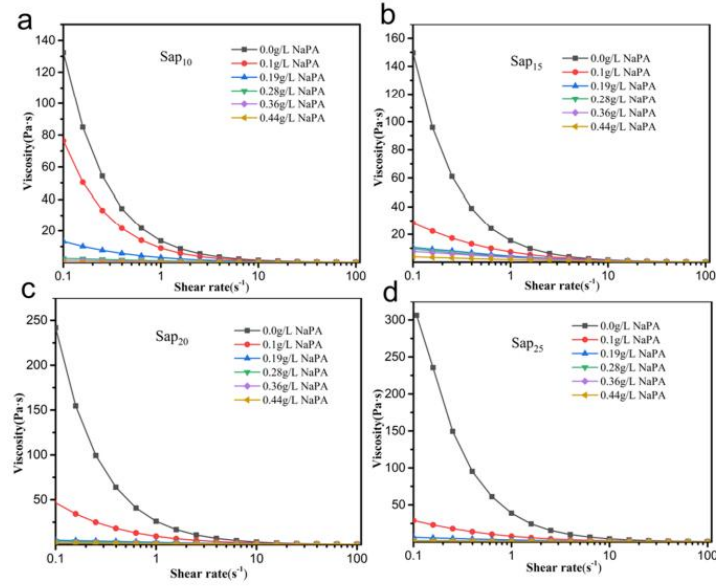 a
Sap10
0.0g/L NaPA
0.1g/L NaPA
0.19g/L NaPA
0.28g/L NaPA
0.36g/L NaPA
0.44g/L NaPA
140
120
100
80
60
40
20
0.1
1
10
100
Viscosity(Pa·s)
Shear rate(s-1)
b
Sap15
0.0g/L NaPA
0.1g/L NaPA
0.19g/L NaPA
0.28g/L NaPA
0.36g/L NaPA
0.44g/L NaPA
160
140
120
100
80
60
40
20
0.1
1
10
100
Viscosity(Pa·s)
Shear rate(s-1)
c
Sap20
0.0g/L NaPA
0.1g/L NaPA
0.19g/L NaPA
0.28g/L NaPA
0.36g/L NaPA
0.44g/L NaPA
250
200
150
100
50
0.1
1
10
100
Viscosity(Pa·s)
Shear rate(s-1)
d
Sap25
0.0g/L NaPA
0.1g/L NaPA
0.19g/L NaPA
0.28g/L NaPA
0.36g/L NaPA
0.44g/L NaPA
300
250
200
150
100
50
0.1
1
10
100
Viscosity(Pa·s)
Shear rate(s-1)